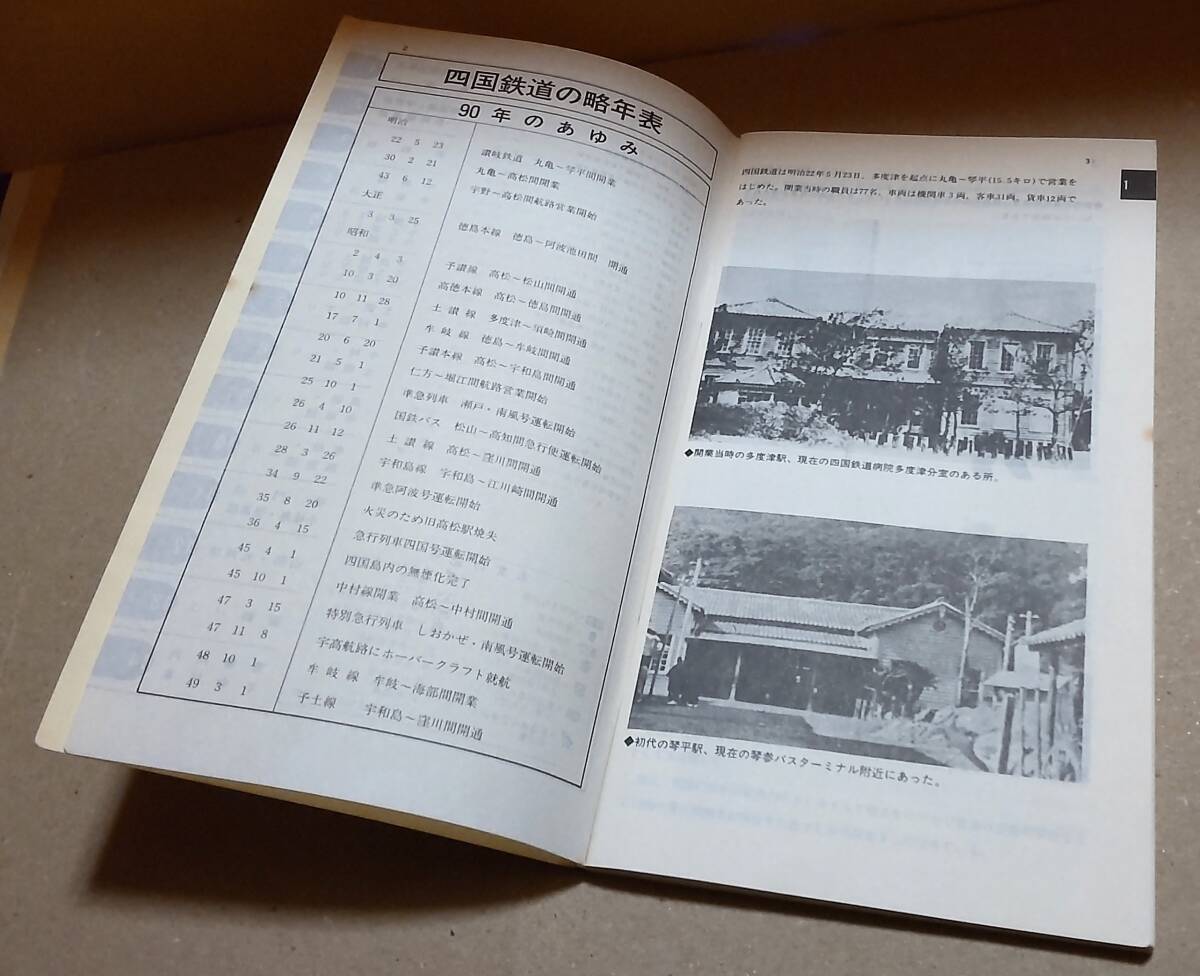 2
四国鉄道の略年表
90年のあゆみ
明治
22 5 23 讃岐鉄道 丸亀~琴平間開業
30 2 21 丸亀~高松間開業
43 6 12 宇野~高松間航路営業開始
大正
3 3 25 徳島本線 徳島~阿波池田間 開通
昭和
2 4 3 予讃線 高松~松山間開通
10 3 20 高徳本線 高松~徳島間開通
10 11 28 土讃線 多度津~須崎間開通
17 7 1 牟岐線 徳島~牟岐間開通
20 6 20 予讃本線 高松~宇和島間開通
21 5 1 仁方~堀江間航路営業開始
25 10 1 準急列車 瀬戸・南風号運転開始
26 4 10 国鉄バス 松山~高知間急行便運転開始
26 11 12 土讃線 高松~窪川間開通
28 3 26 宇和島線 宇和島~江川崎間開通
34 9 22 準急阿波号運転開始
35 8 20 火災のため旧高松駅焼失
36 4 15 急行列車四国号運転開始
45 4 1 四国島内の無煙化完了
45 10 1 中村線開業 高松~中村間開通
47 3 15 特別急行列車 しおかぜ・南風号運転開始
47 11 8 宇高航路にホーバークラフト就航
48 10 1 牟岐線 牟岐~海部間開業
49 3 1 予土線 宇和島~窪川間開通
3
1
四国鉄道は明治22年5月23日、多度津を起点に丸亀~琴平(15.5キロ)で営業を
はじめた。開業当時の職員は77名、車両は機関車3両、客車31両、貨車12両で
あった。
◆開業当時の多度津駅、現在の四国鉄道病院多度津分室のある所。
◆初代の琴平駅、現在の琴参バスターミナル附近にあった。